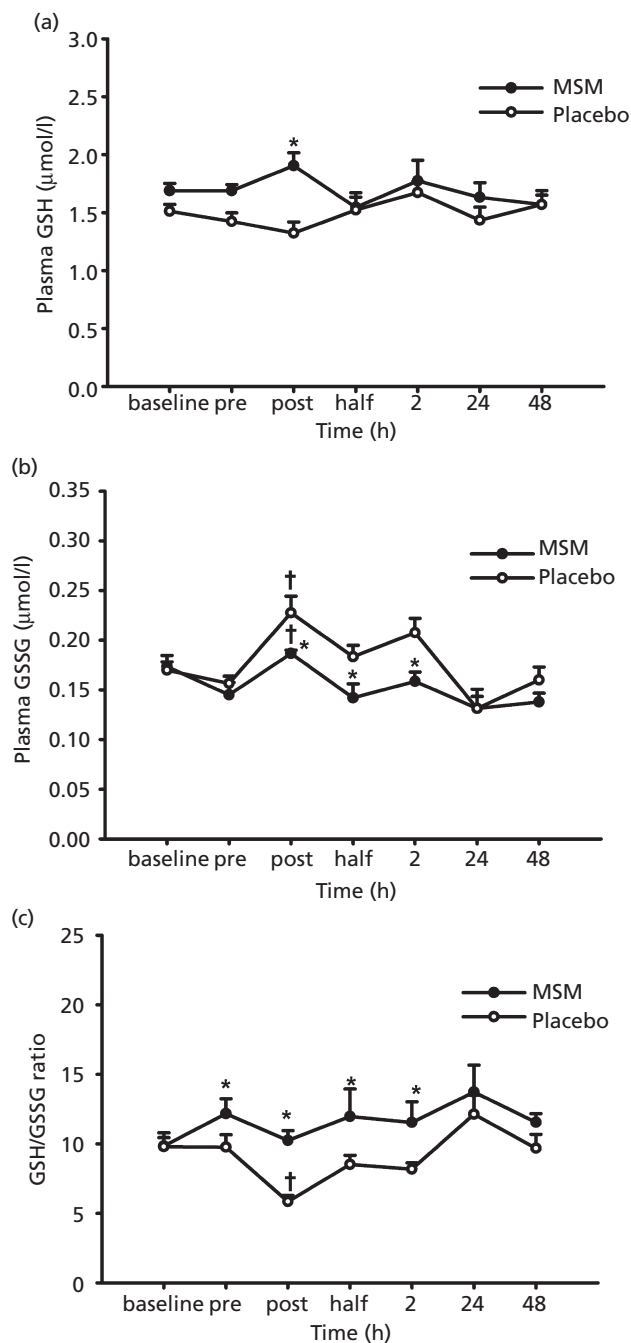 (a)
3.0
2.5
2.0
1.5
1.0
0.5
0.0
Plasma GSH (μmol/l)
MSM
Placebo
*
baseline pre post half 2 24 48
Time (h)
(b)
0.35
0.30
0.25
0.20
0.15
0.10
0.05
0.00
Plasma GSSG (μmol/l)
MSM
Placebo
†
†
*
*
*
baseline pre post half 2 24 48
Time (h)
(c)
25
20
15
10
5
0
GSH/GSSG ratio
MSM
Placebo
*
*
*
*
†
baseline pre post half 2 24 48
Time (h)